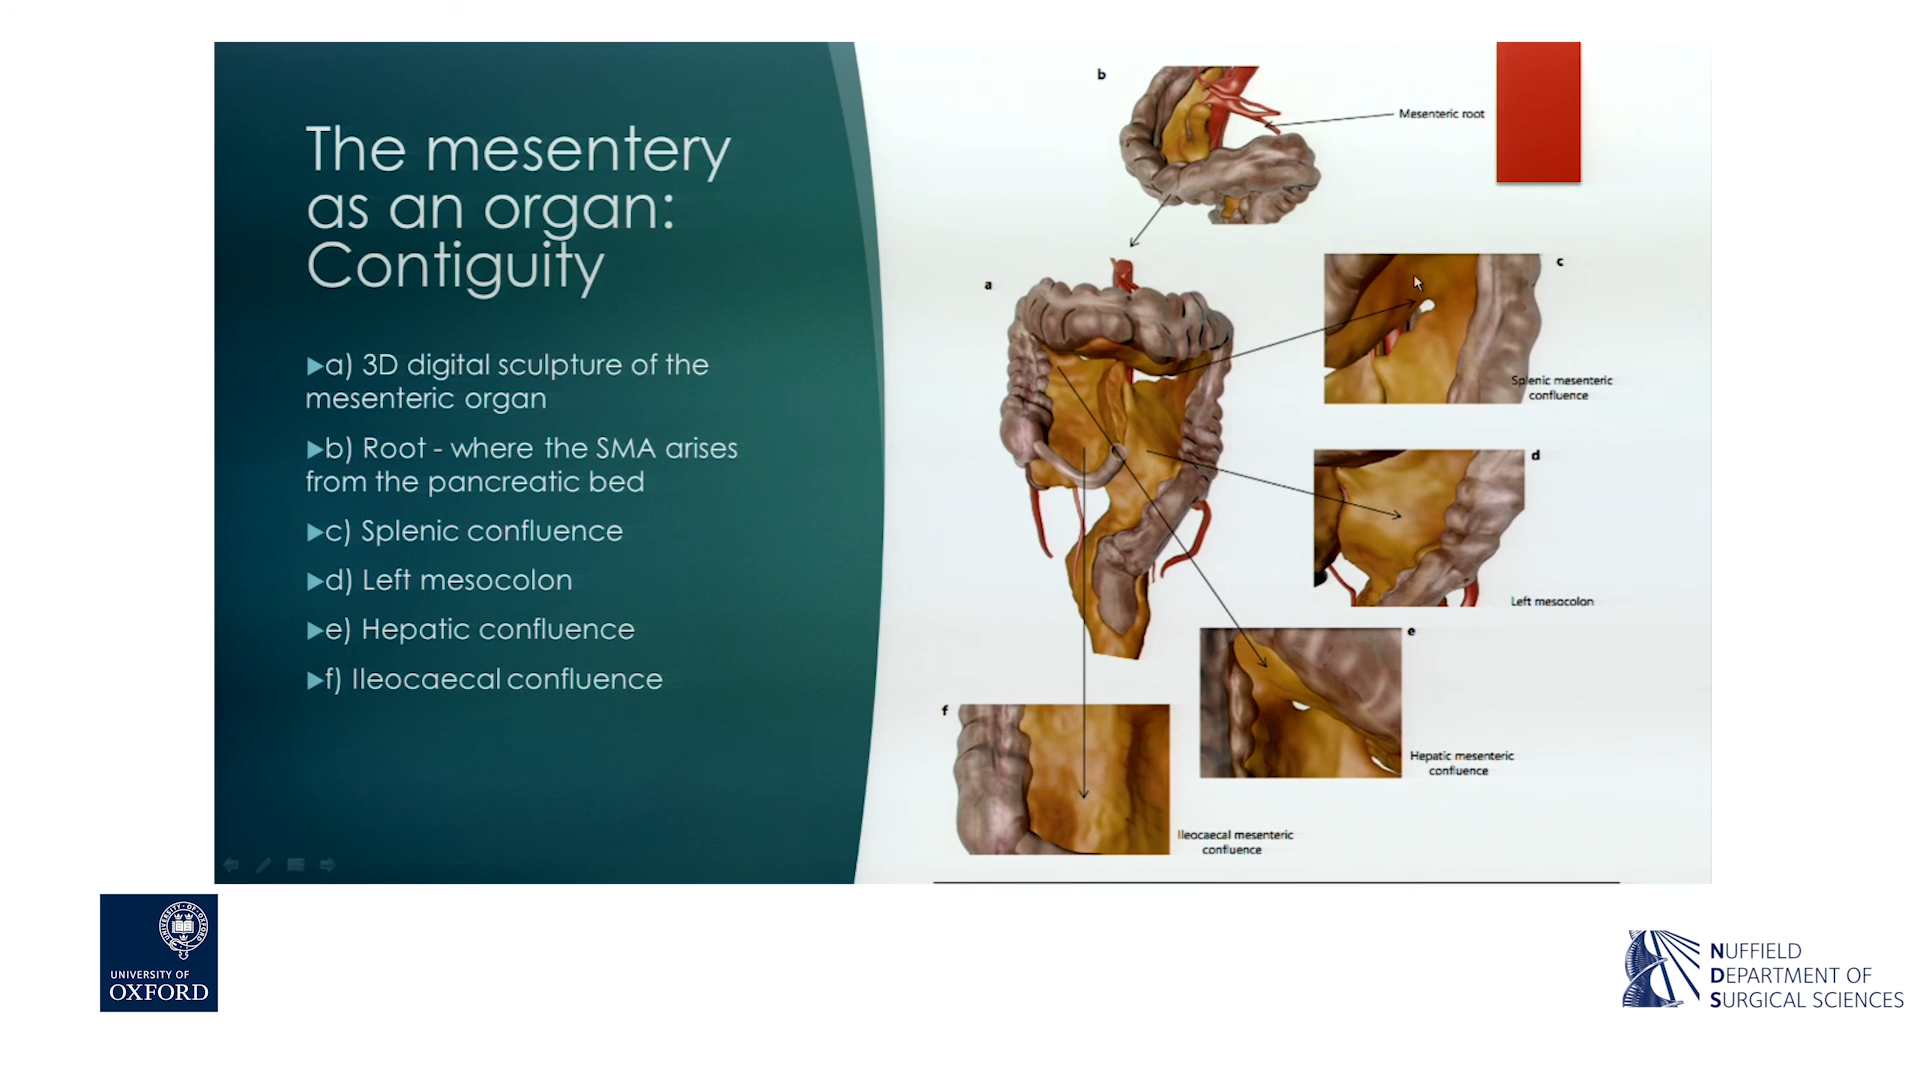 The mesentery
as an organ:
Contiguity
a) 3D digital sculpture of the
mesenteric organ
b) Root - where the SMA arises
from the pancreatic bed
c) Splenic confluence
d) Left mesocolon
e) Hepatic confluence
f) Ileocaecal confluence
b
Mesenteric root
a
c
Splenic mesenteric
confluence
d
Left mesocolon
e
Hepatic mesenteric
confluence
f
Ileocaecal mesenteric
confluence
UNIVERSITY OF
OXFORD
NUFFIELD
DEPARTMENT OF
SURGICAL SCIENCES